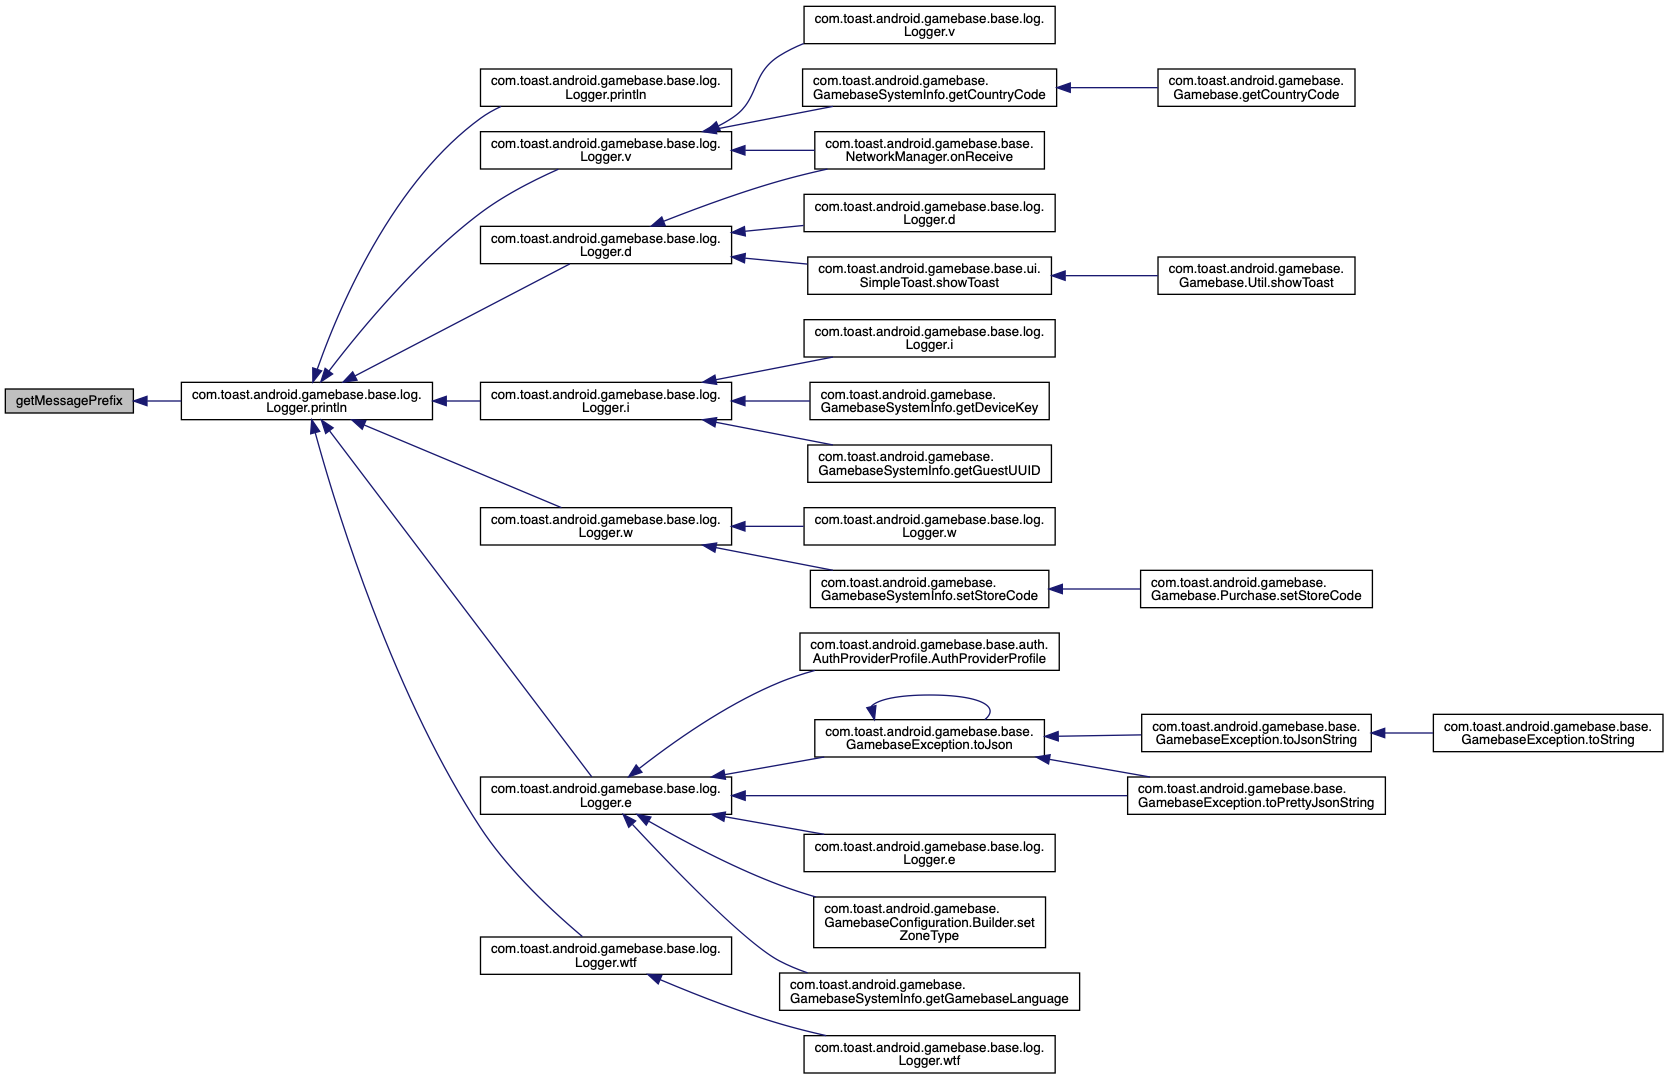 getMessagePrefix
com.toast.android.gamebase.base.log.
Logger.println
com.toast.android.gamebase.base.log.
Logger.println
com.toast.android.gamebase.base.log.
Logger.v
com.toast.android.gamebase.base.log.
Logger.d
com.toast.android.gamebase.base.log.
Logger.i
com.toast.android.gamebase.base.log.
Logger.w
com.toast.android.gamebase.base.log.
Logger.e
com.toast.android.gamebase.base.log.
Logger.wtf
com.toast.android.gamebase.base.log.
Logger.v
com.toast.android.gamebase.
GamebaseSystemInfo.getCountryCode
com.toast.android.gamebase.base.
NetworkManager.onReceive
com.toast.android.gamebase.base.log.
Logger.d
com.toast.android.gamebase.base.ui.
SimpleToast.showToast
com.toast.android.gamebase.base.log.
Logger.i
com.toast.android.gamebase.
GamebaseSystemInfo.getDeviceKey
com.toast.android.gamebase.
GamebaseSystemInfo.getGuestUUID
com.toast.android.gamebase.base.log.
Logger.w
com.toast.android.gamebase.
GamebaseSystemInfo.setStoreCode
com.toast.android.gamebase.base.auth.
AuthProviderProfile.AuthProviderProfile
com.toast.android.gamebase.base.
GamebaseException.toJson
com.toast.android.gamebase.base.log.
Logger.e
com.toast.android.gamebase.
GamebaseConfiguration.Builder.set
ZoneType
com.toast.android.gamebase.
GamebaseSystemInfo.getGamebaseLanguage
com.toast.android.gamebase.base.log.
Logger.wtf
com.toast.android.gamebase.
Gamebase.getCountryCode
com.toast.android.gamebase.
Gamebase.Util.showToast
com.toast.android.gamebase.
Gamebase.Purchase.setStoreCode
com.toast.android.gamebase.base.
GamebaseException.toJsonString
com.toast.android.gamebase.base.
GamebaseException.toPrettyJsonString
com.toast.android.gamebase.base.
GamebaseException.toString